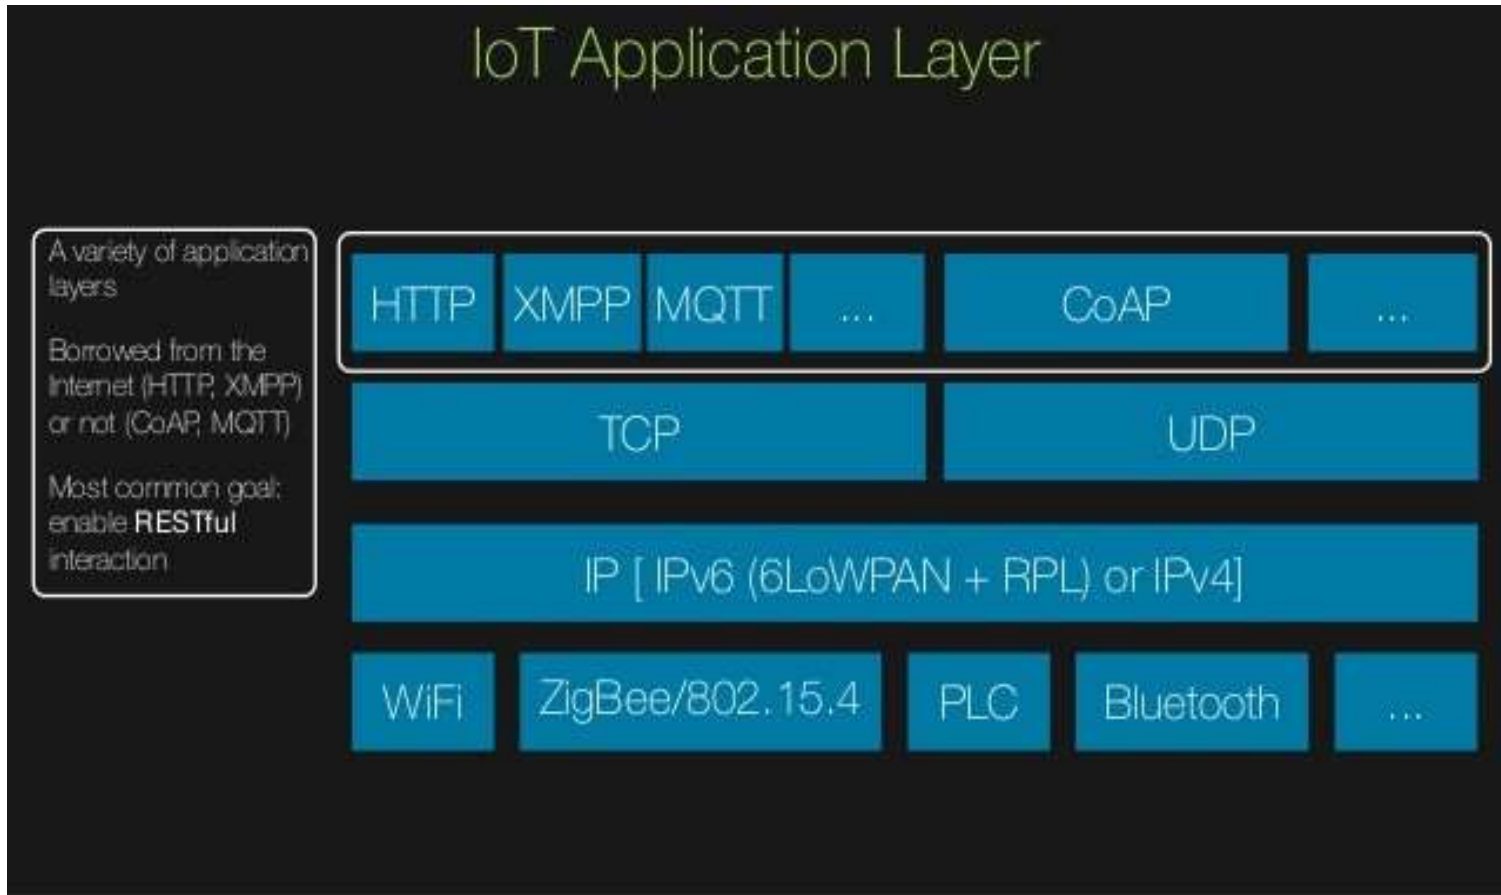 IoT Application Layer
A variety of application
layers
Borrowed from the
Internet (HTTP, XMPP)
or not (CoAP, MQTT)
Most common goal:
enable RESTful
interaction
HTTP XMPP MQTT ... CoAP ...
TCP UDP
IP [ IPv6 (6LoWPAN + RPL) or IPv4]
WiFi ZigBee/802.15.4 PLC Bluetooth ...